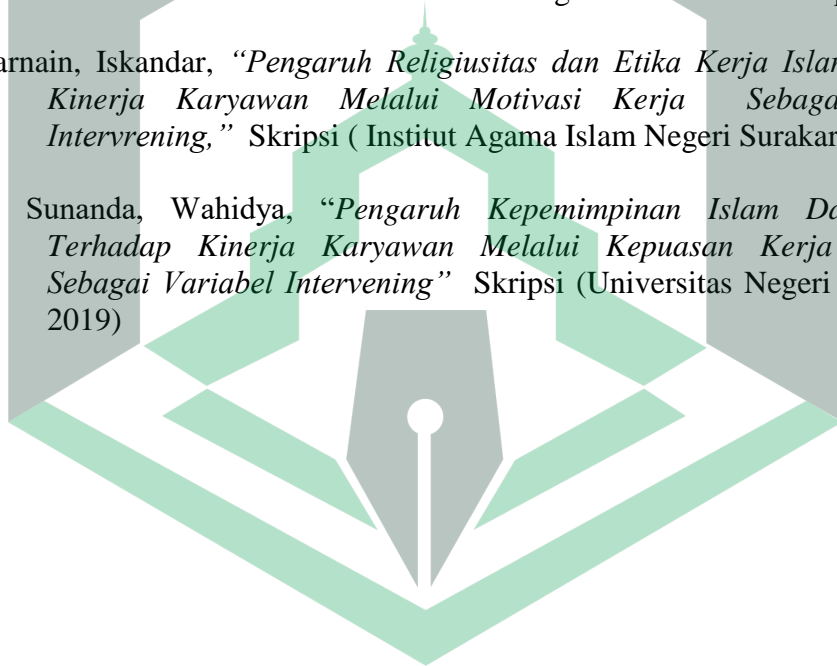 arnain, Iskandar, “Pengaruh Religiusitas dan Etika Kerja Islam
Kinerja Karyawan Melalui Motivasi Kerja Sebaga
Intervrening,” Skripsi ( Institut Agama Islam Negeri Surakar
Sunanda, Wahidya, “Pengaruh Kepemimpinan Islam Da
Terhadap Kinerja Karyawan Melalui Kepuasan Kerja
Sebagai Variabel Intervening” Skripsi (Universitas Negeri
2019)